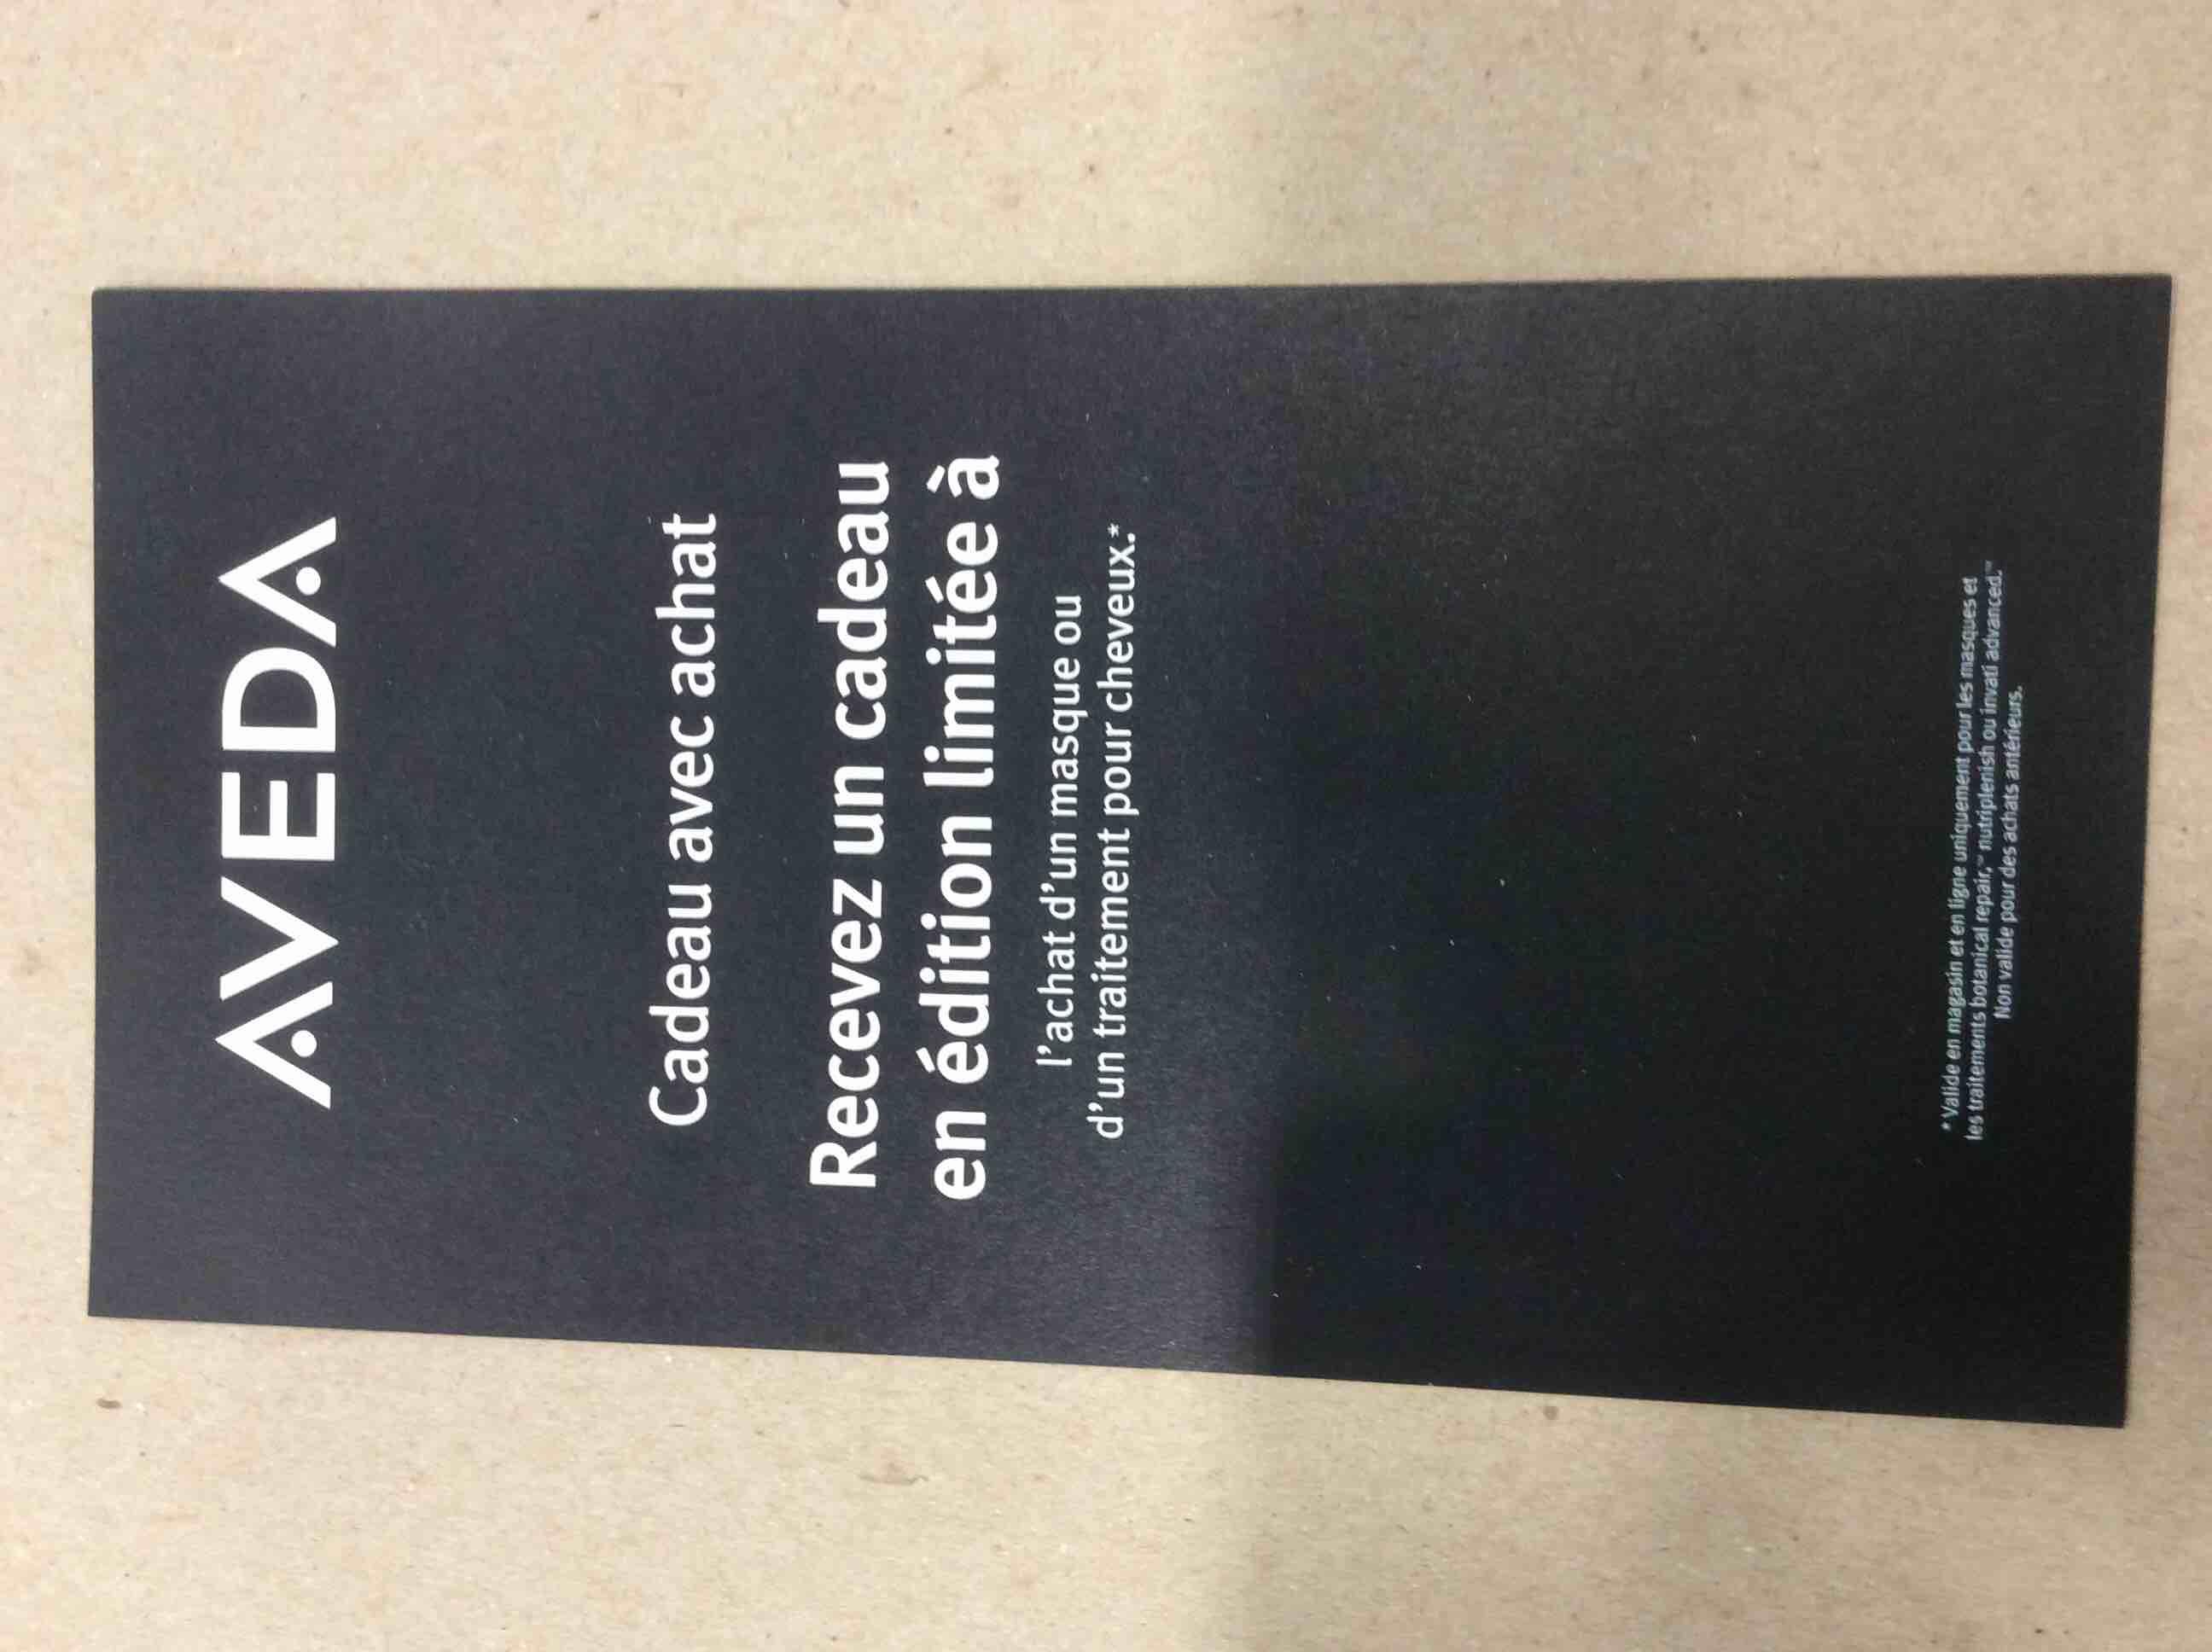 AVEDA
Cadeau avec achat
Recevez un cadeau
en édition limitée à
l'achat d'un masque ou
d'un traitement pour cheveux.*
* Valide en magasin et en ligne uniquement pour les masques et
les traitements botanical repair,™ nutriplenish ou invati advanced.™
Non valide pour des achats antérieurs.